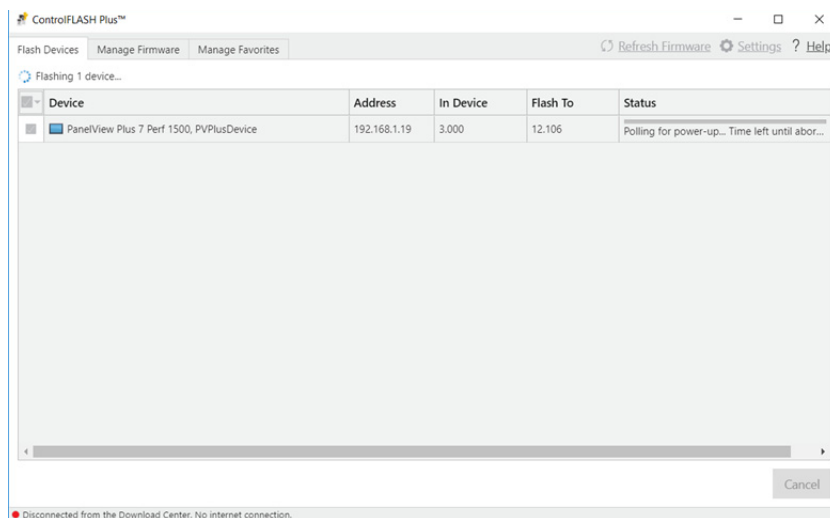 ControlFLASH Plus™
Flash Devices Manage Firmware Manage Favorites Refresh Firmware Settings ? Help
Flashing 1 device...
Device Address In Device Flash To Status
PanelView Plus 7 Perf 1500, PVPlusDevice 192.168.1.19 3.000 12.106 Polling for power-up... Time left until abor...
Cancel
Disconnected from the Download Center. No internet connection.